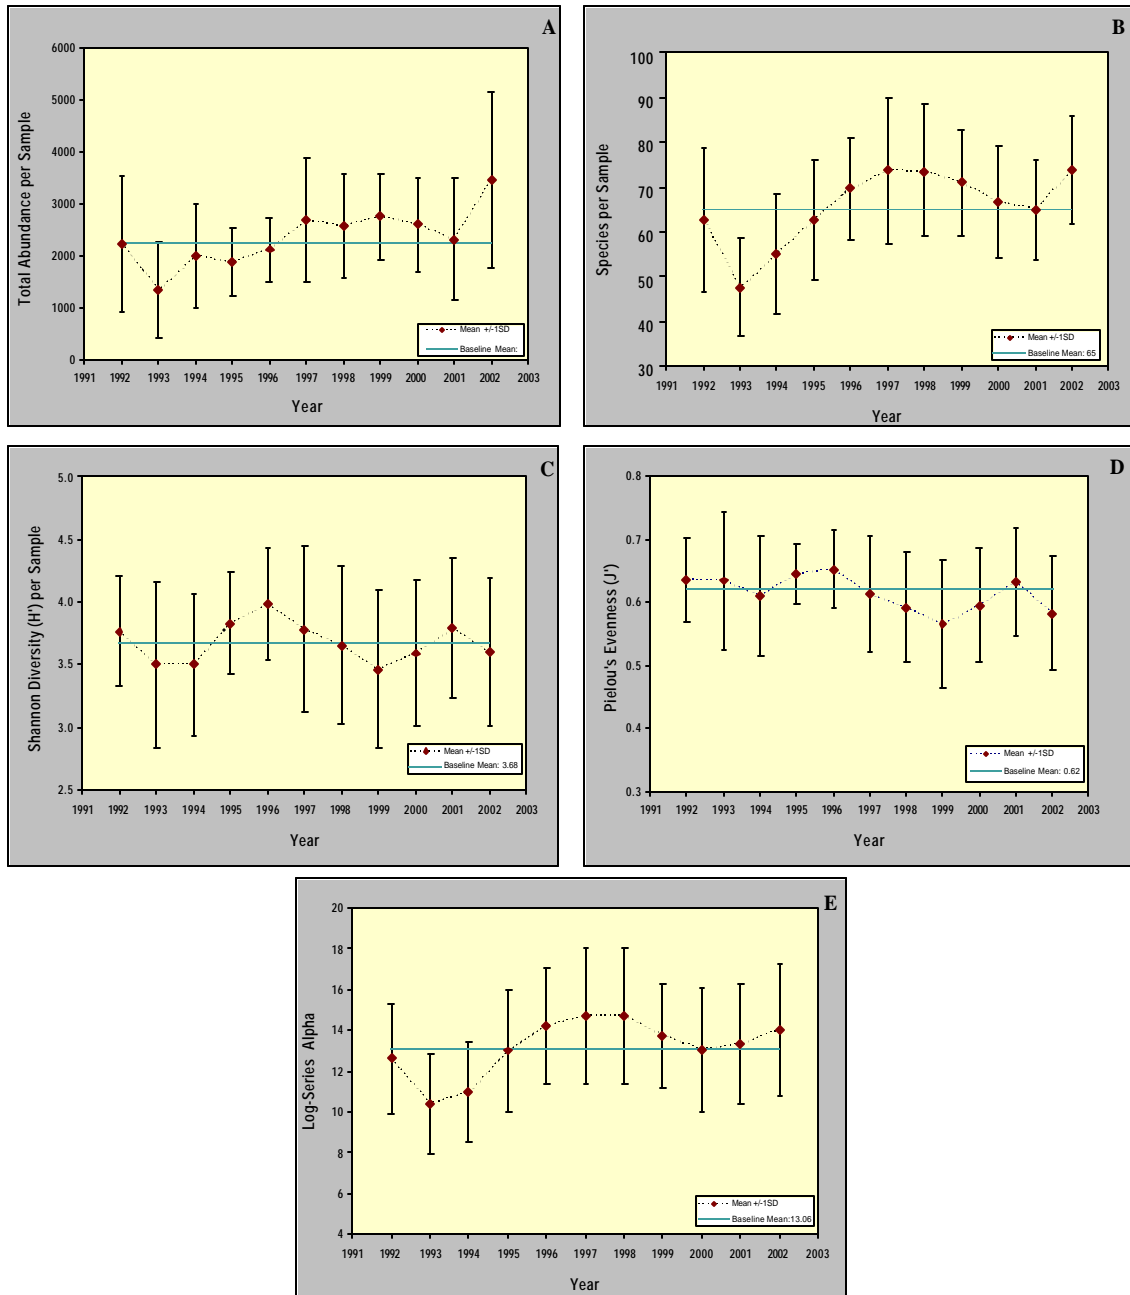 A
Total Abundance per Sample
6000
5000
4000
3000
2000
1000
0
Mean +/-1SD
Baseline Mean:
1991 1992 1993 1994 1995 1996 1997 1998 1999 2000 2001 2002 2003
Year
B
Species per Sample
100
90
80
70
60
50
40
30
Mean +/-1SD
Baseline Mean: 65
1991 1992 1993 1994 1995 1996 1997 1998 1999 2000 2001 2002 2003
Year
C
Shannon Diversity (H') per Sample
5.0
4.5
4.0
3.5
3.0
2.5
Mean +/-1SD
Baseline Mean: 3.68
1991 1992 1993 1994 1995 1996 1997 1998 1999 2000 2001 2002 2003
Year
D
Pielou's Evenness (J')
0.8
0.7
0.6
0.5
0.4
0.3
Mean +/-1SD
Baseline Mean: 0.62
1991 1992 1993 1994 1995 1996 1997 1998 1999 2000 2001 2002 2003
Year
E
Log-Series Alpha
20
18
16
14
12
10
8
6
4
Mean +/-1SD
Baseline Mean:13.06
1991 1992 1993 1994 1995 1996 1997 1998 1999 2000 2001 2002 2003
Year